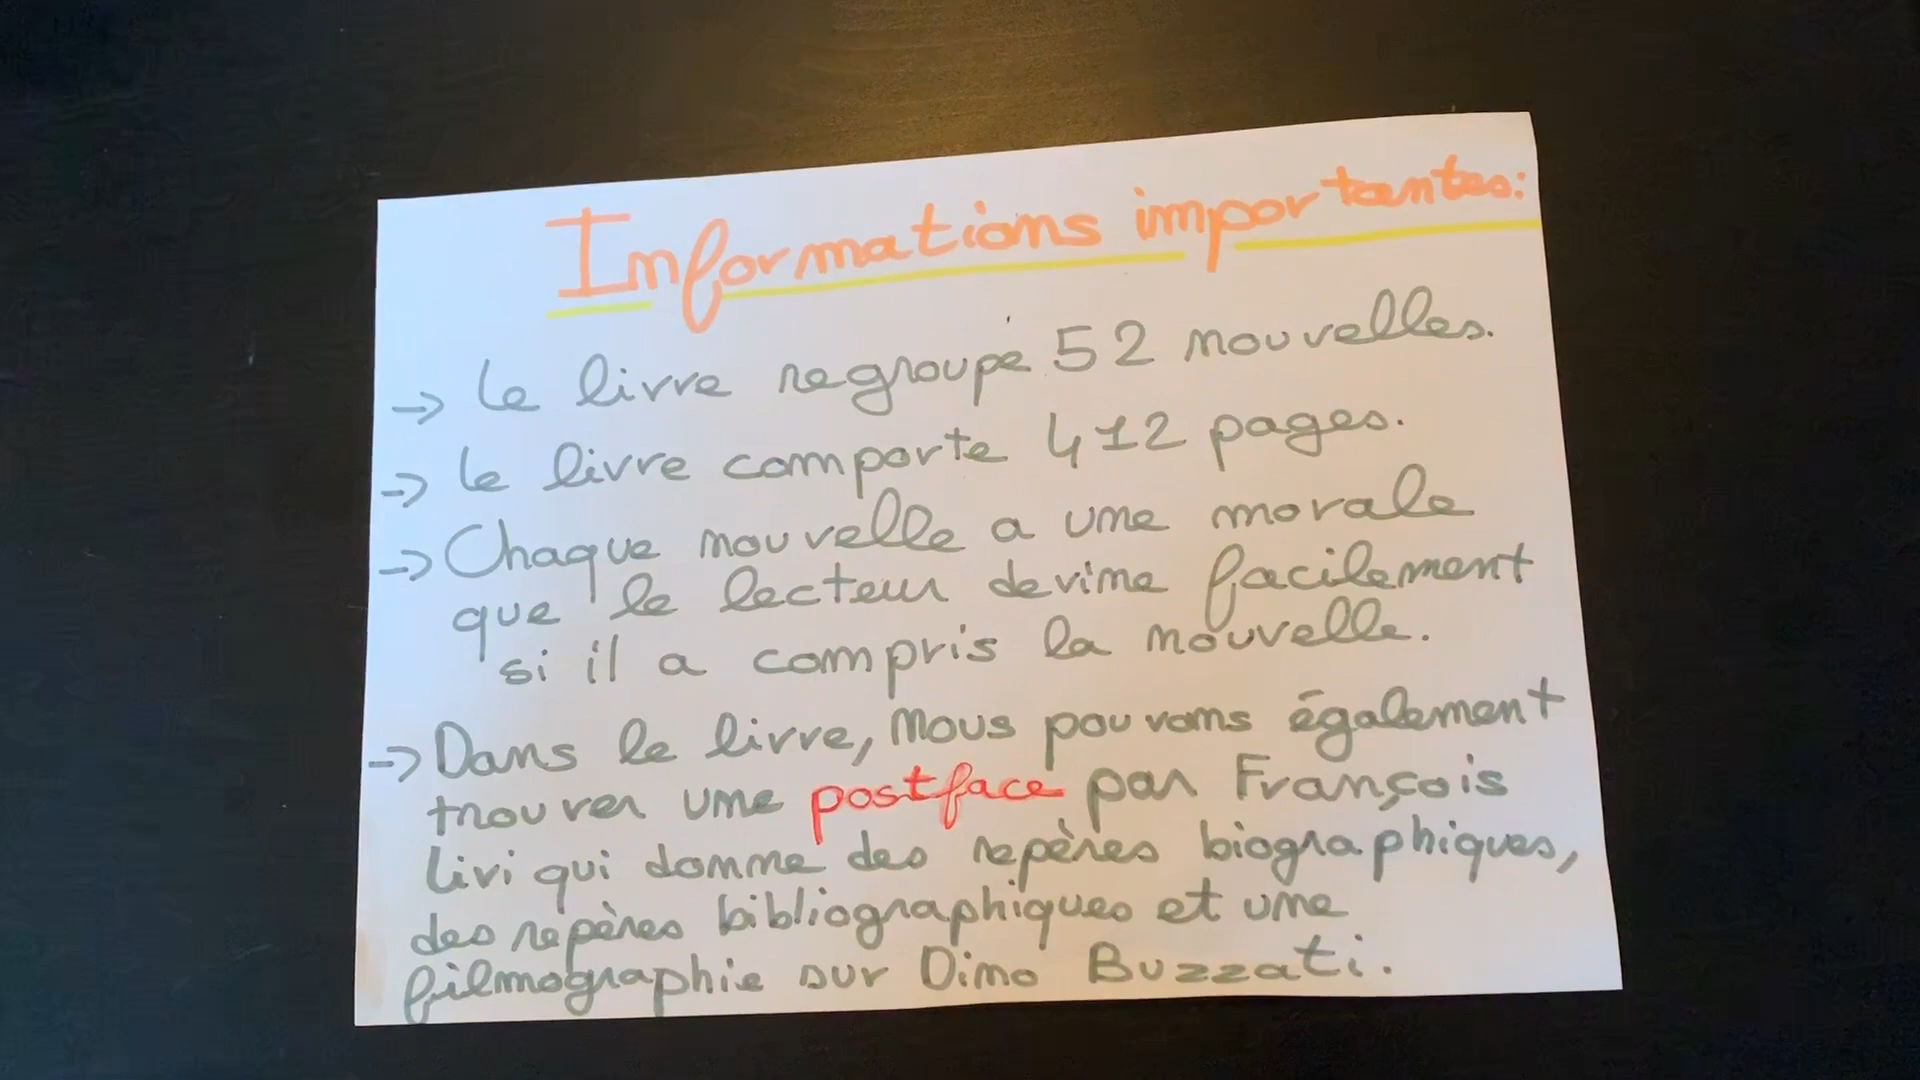 Informations importantes:
-> Le livre regroupe 52 nouvelles.
-> Le livre comporte 412 pages.
-> Chaque nouvelle a une morale
que le lecteur devine facilement
si il a compris la nouvelle.
-> Dans le livre, nous pouvons également
trouver une postface par François
Livi qui donne des repères biographiques,
des repères bibliographiques et une
filmographie sur Dino Buzzati.